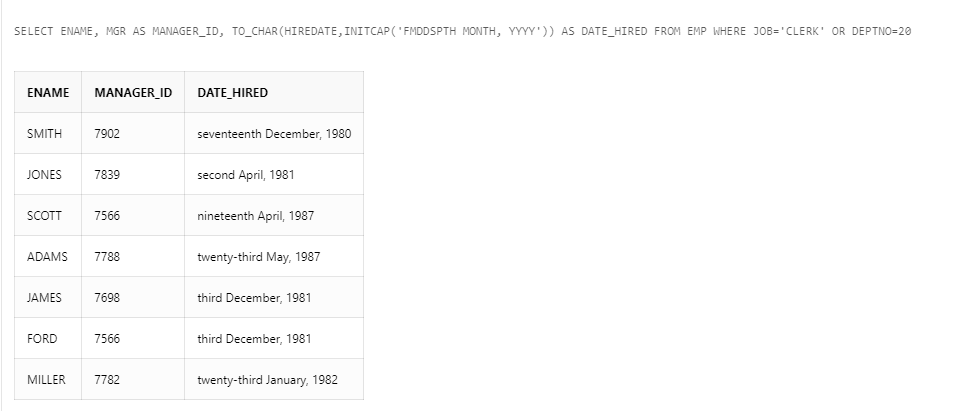 SELECT ENAME, MGR AS MANAGER_ID, TO_CHAR(HIREDATE,INITCAP('FMDDSPTH MONTH, YYYY')) AS DATE_HIRED FROM EMP WHERE JOB='CLERK' OR DEPTNO=20
ENAME MANAGER_ID DATE_HIRED
SMITH 7902 seventeenth December, 1980
JONES 7839 second April, 1981
SCOTT 7566 nineteenth April, 1987
ADAMS 7788 twenty-third May, 1987
JAMES 7698 third December, 1981
FORD 7566 third December, 1981
MILLER 7782 twenty-third January, 1982